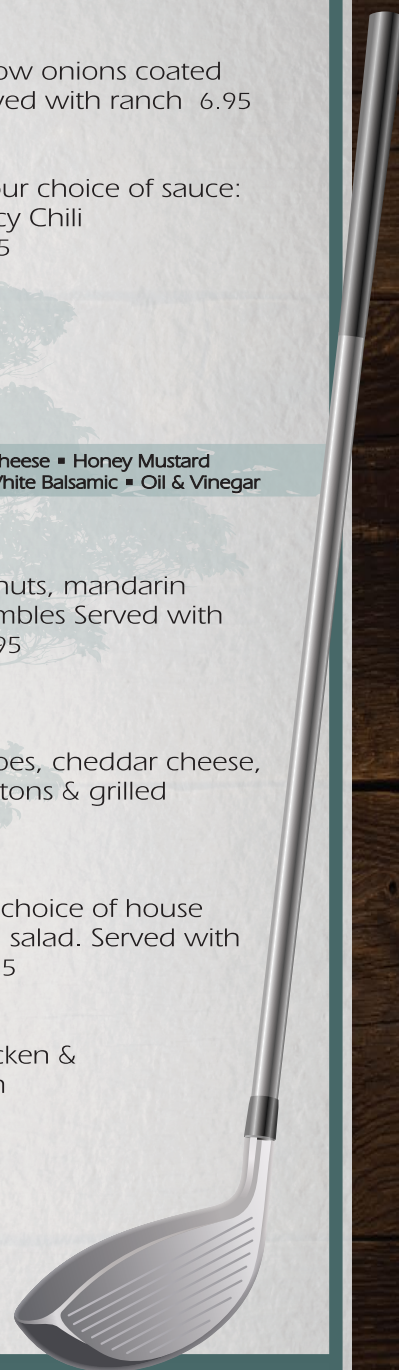 ow onions coated
ved with ranch 6.95
our choice of sauce:
cy Chili
5
heese ▪ Honey Mustard
White Balsamic ▪ Oil & Vinegar
nuts, mandarin
mbles Served with
95
oes, cheddar cheese,
tons & grilled
choice of house
salad. Served with
5
cken &
n